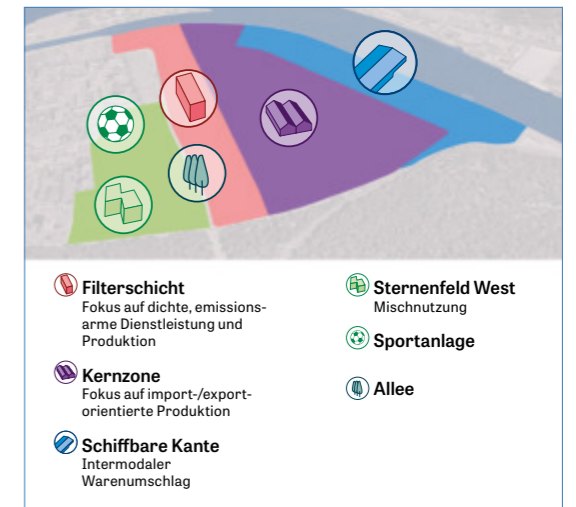 Filterschicht
Fokus auf dichte, emissions-
arme Dienstleistung und
Produktion
Kernzone
Fokus auf import-/export-
orientierte Produktion
Schiffbare Kante
Intermodaler
Warenumschlag
Sternenfeld West
Mischnutzung
Sportanlage
Allee